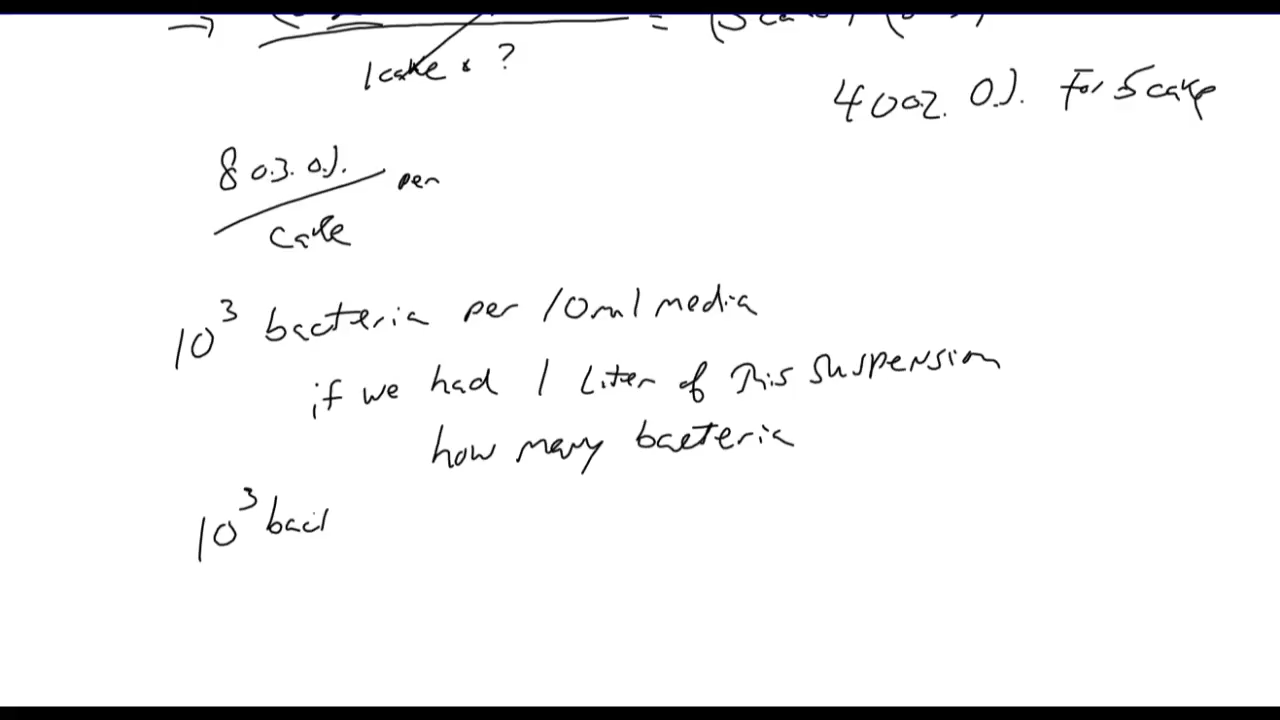 → =
1 cake • ?
40oz. O.J. For 5 cake
8 oz. O.J. per
cake
10³ bacteria per 10ml media
if we had 1 Liter of This suspension
how many bacteria
10³ bact